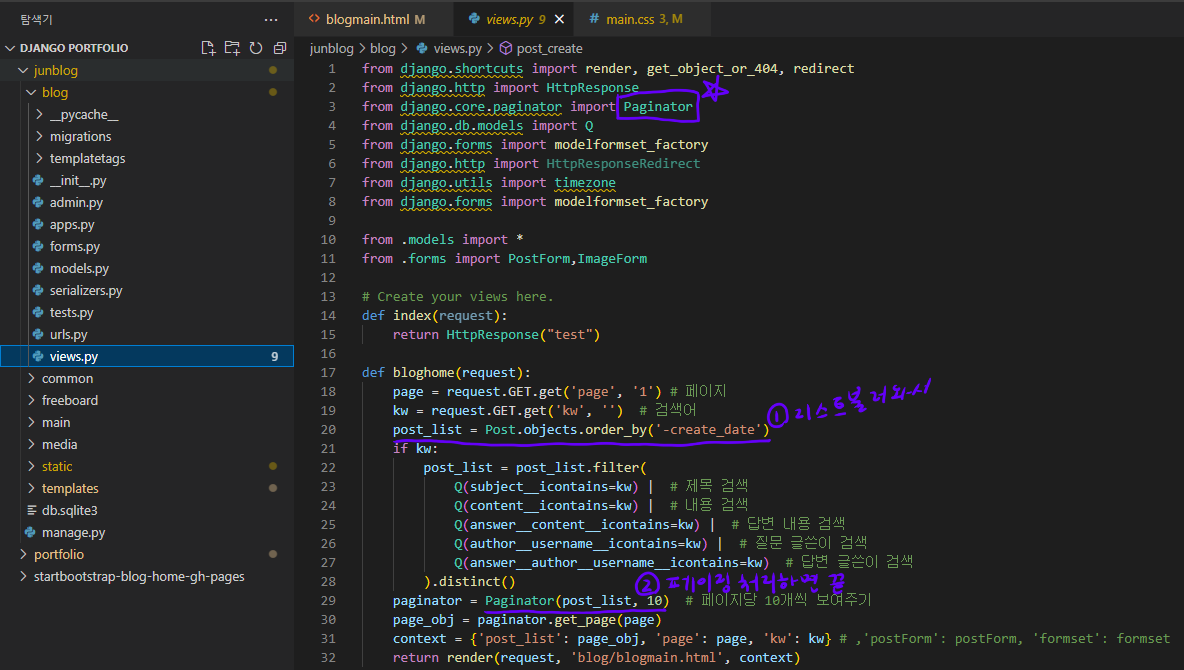 탐색기
···
blogmain.html M
views.py 9
main.css 3, M
DJANGO PORTFOLIO
junblog > blog > views.py > post_create
junblog
blog
__pycache__
migrations
templatetags
__init__.py
admin.py
apps.py
forms.py
models.py
serializers.py
tests.py
urls.py
views.py 9
common
freeboard
main
media
static
templates
db.sqlite3
manage.py
portfolio
startbootstrap-blog-home-gh-pages
1 from django.shortcuts import render, get_object_or_404, redirect
2 from django.http import HttpResponse
3 from django.core.paginator import Paginator
4 from django.db.models import Q
5 from django.forms import modelformset_factory
6 from django.http import HttpResponseRedirect
7 from django.utils import timezone
8 from django.forms import modelformset_factory
9
10 from .models import *
11 from .forms import PostForm,ImageForm
12
13 # Create your views here.
14 def index(request):
15 return HttpResponse("test")
16
17 def bloghome(request):
18 page = request.GET.get('page', '1') # 페이지
19 kw = request.GET.get('kw', '') # 검색어
① 리스트불러와서
20 post_list = Post.objects.order_by('-create_date')
21 if kw:
22 post_list = post_list.filter(
23 Q(subject__icontains=kw) | # 제목 검색
24 Q(content__icontains=kw) | # 내용 검색
25 Q(answer__content__icontains=kw) | # 답변 내용 검색
26 Q(author__username__icontains=kw) | # 질문 글쓴이 검색
27 Q(answer__author__username__icontains=kw) # 답변 글쓴이 검색
28 ).distinct()
② 페이징처리하면 끝
29 paginator = Paginator(post_list, 10) # 페이지당 10개씩 보여주기
30 page_obj = paginator.get_page(page)
31 context = {'post_list': page_obj, 'page': page, 'kw': kw} # ,'postForm': postForm, 'formset': formset
32 return render(request, 'blog/blogmain.html', context)